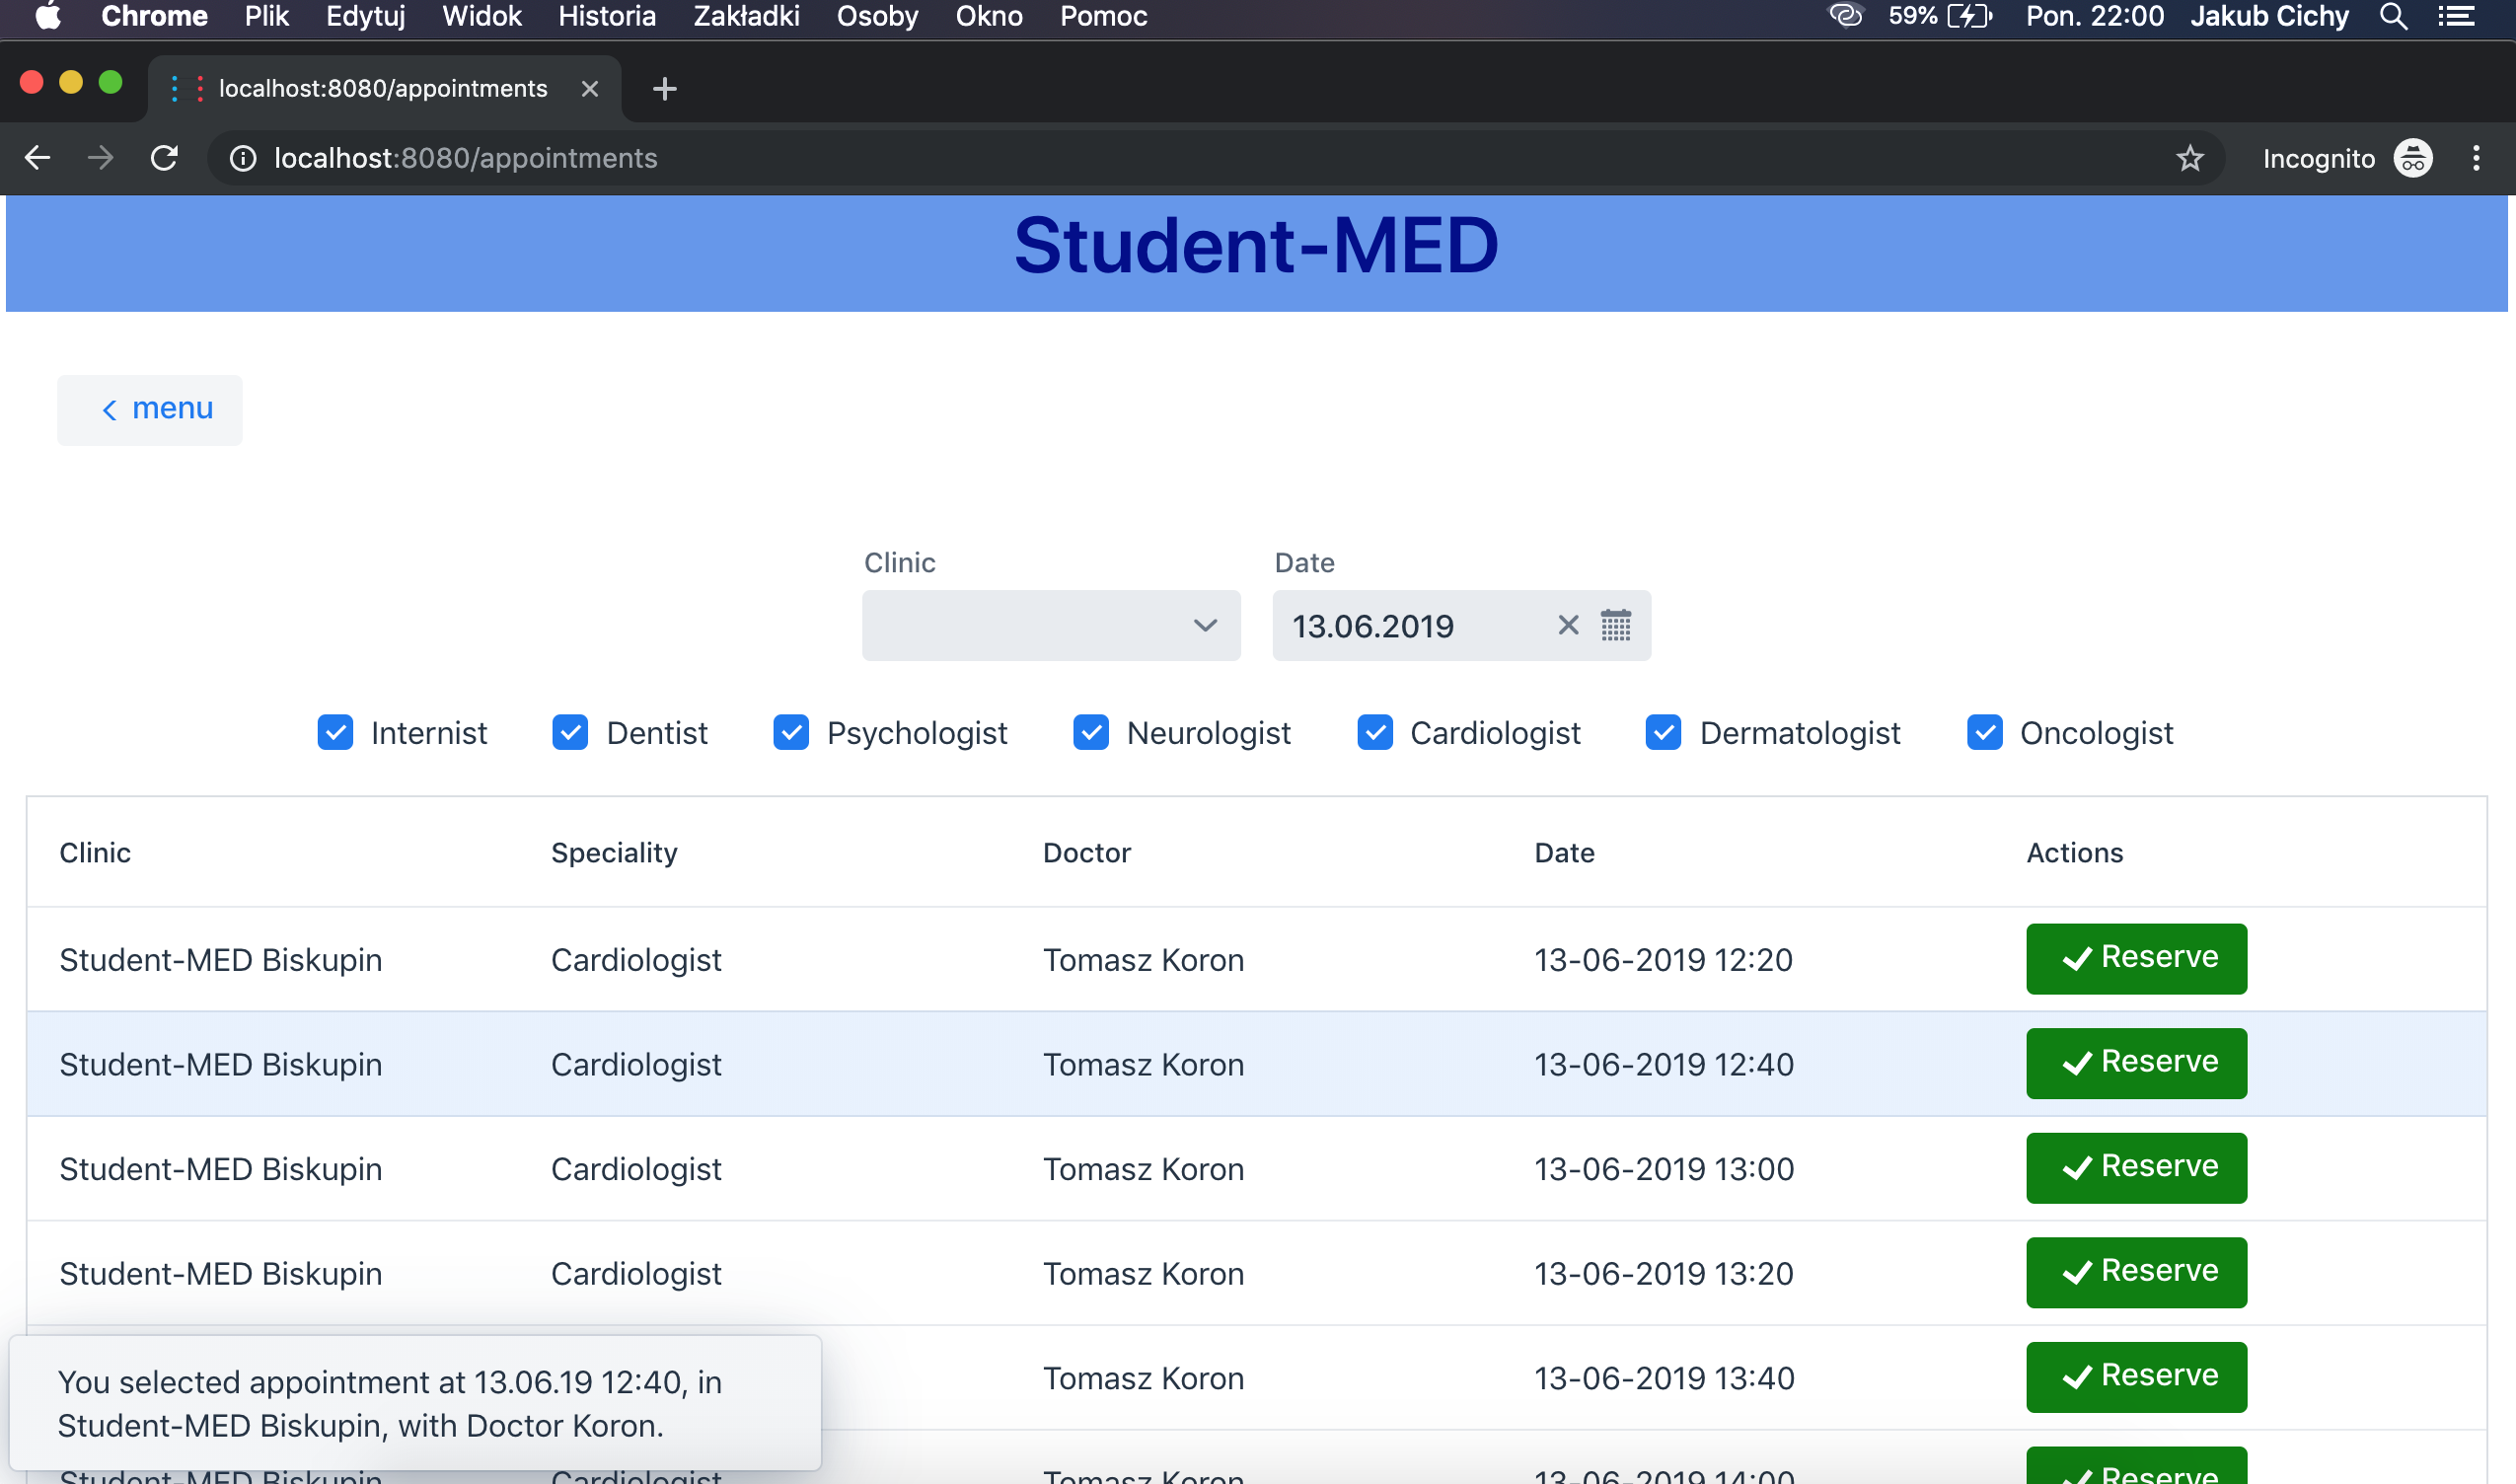 Chrome Plik Edytuj Widok Historia Zakładki Osoby Okno Pomoc 59% Pon. 22:00 Jakub Cichy
localhost:8080/appointments
localhost:8080/appointments Incognito
Student-MED
menu
Clinic Date
13.06.2019
Internist Dentist Psychologist Neurologist Cardiologist Dermatologist Oncologist
Clinic Speciality Doctor Date Actions
Student-MED Biskupin Cardiologist Tomasz Koron 13-06-2019 12:20 Reserve
Student-MED Biskupin Cardiologist Tomasz Koron 13-06-2019 12:40 Reserve
Student-MED Biskupin Cardiologist Tomasz Koron 13-06-2019 13:00 Reserve
Student-MED Biskupin Cardiologist Tomasz Koron 13-06-2019 13:20 Reserve
Tomasz Koron 13-06-2019 13:40 Reserve
You selected appointment at 13.06.19 12:40, in
Student-MED Biskupin, with Doctor Koron.
Student-MED Biskupin Cardiologist Tomasz Koron 13-06-2019 14:00 Reserve